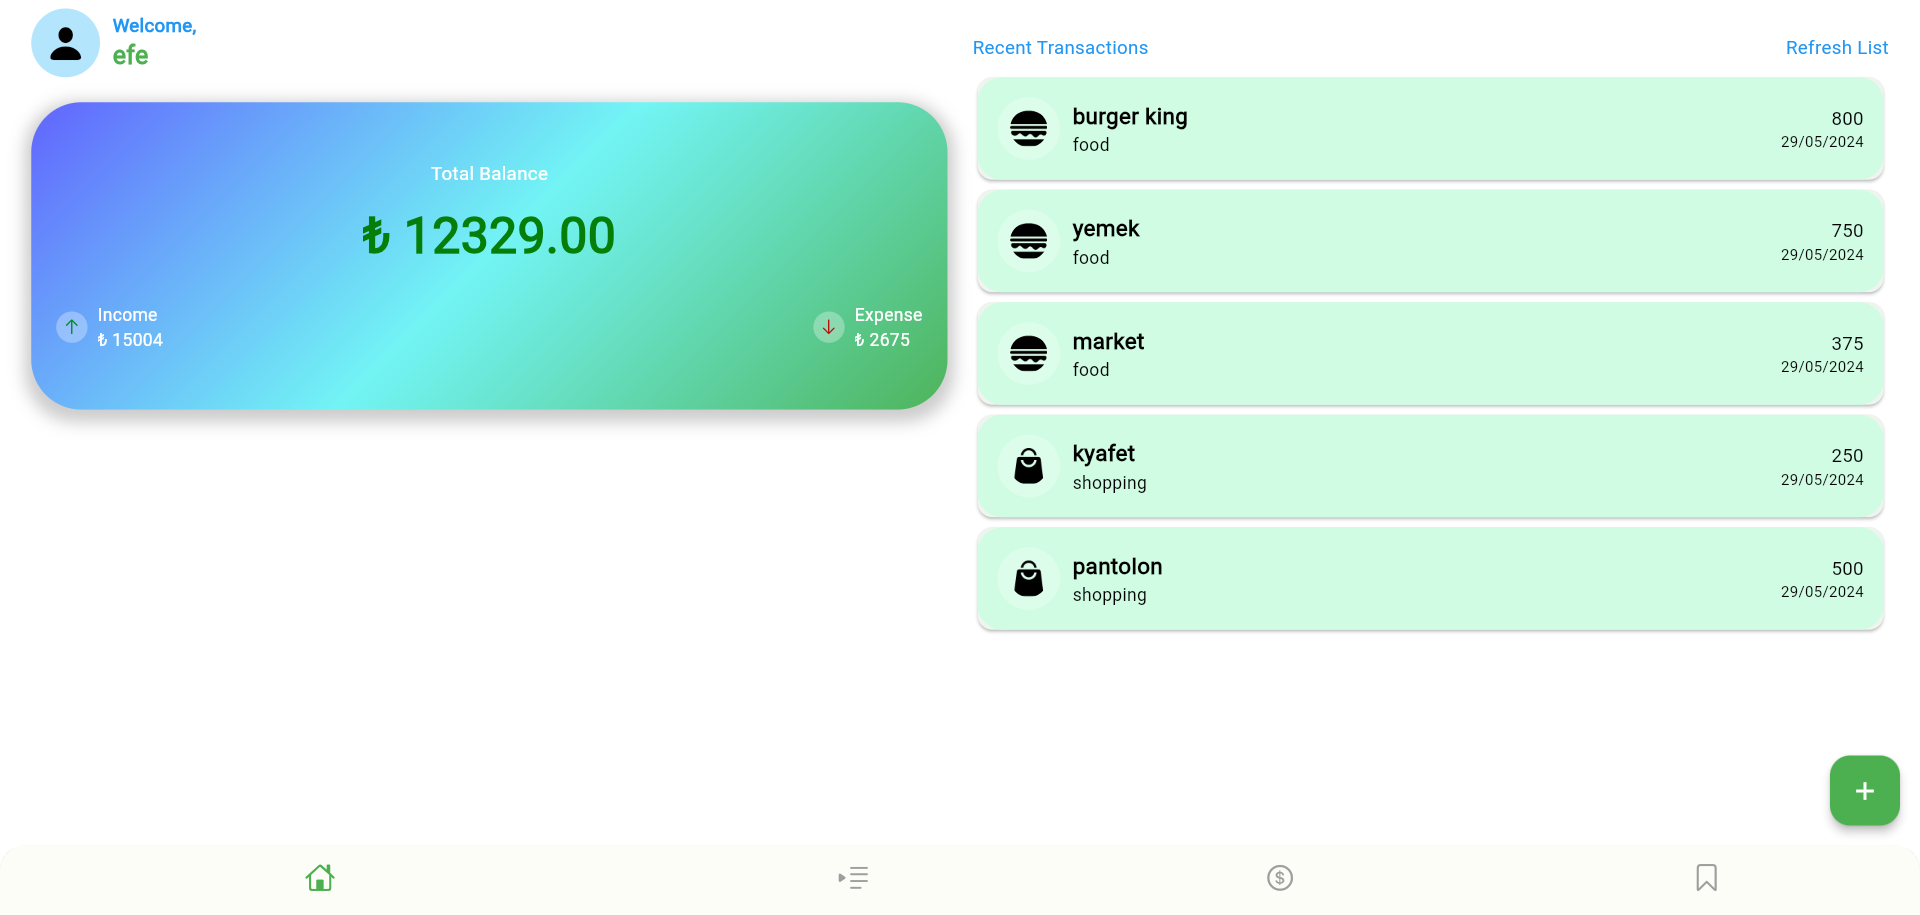 Welcome,
efe
Total Balance
₺ 12329.00
Income
₺ 15004
Expense
₺ 2675
Recent Transactions
Refresh List
burger king
food
800
29/05/2024
yemek
food
750
29/05/2024
market
food
375
29/05/2024
kyafet
shopping
250
29/05/2024
pantolon
shopping
500
29/05/2024